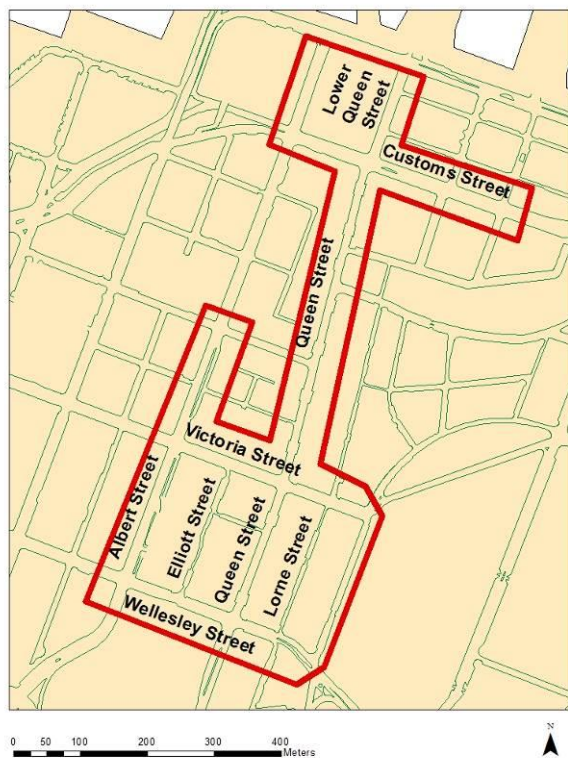 Lower
Queen
Street
Customs Street
Queen Street
Victoria Street
Albert Street
Elliott Street
Queen Street
Lorne Street
Wellesley Street
0 50 100 200 300 400
Meters
N